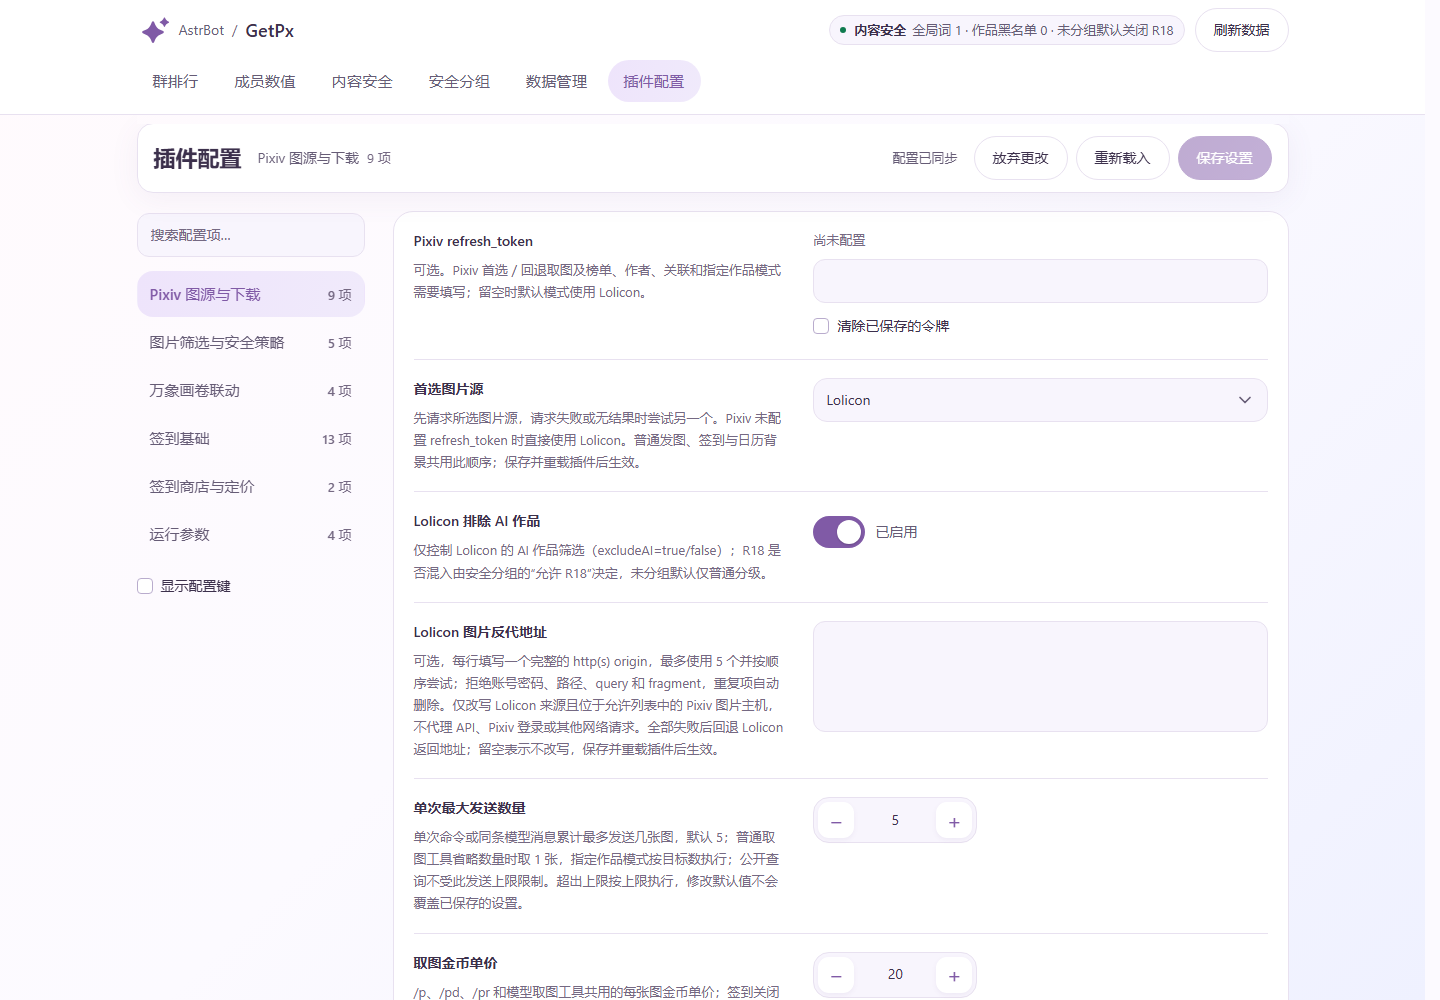 AstrBot / GetPx
内容安全 全局词 1 · 作品黑名单 0 · 未分组默认关闭 R18
刷新数据
群排行
成员数值
内容安全
安全分组
数据管理
插件配置
插件配置
Pixiv 图源与下载 9 项
配置已同步
放弃更改
重新载入
保存设置
搜索配置项...
Pixiv 图源与下载 9 项
图片筛选与安全策略 5 项
万象画卷联动 4 项
签到基础 13 项
签到商店与定价 2 项
运行参数 4 项
显示配置键
Pixiv refresh_token
可选。Pixiv 首选 / 回退取图及榜单、作者、关联和指定作品模式
需要填写；留空时默认模式使用 Lolicon。
尚未配置
清除已保存的令牌
首选图片源
先请求所选图片源，请求失败或无结果时尝试另一个。Pixiv 未配
置 refresh_token 时直接使用 Lolicon。普通发图、签到与日历背
景共用此顺序；保存并重载插件后生效。
Lolicon
Lolicon 排除 AI 作品
仅控制 Lolicon 的 AI 作品筛选（excludeAI=true/false）；R18 是
否混入由安全分组的“允许 R18”决定，未分组默认仅普通分级。
已启用
Lolicon 图片反代地址
可选，每行填写一个完整的 http(s) origin，最多使用 5 个并按顺
序尝试；拒绝账号密码、路径、query 和 fragment，重复项自动
删除。仅改写 Lolicon 来源且位于允许列表中的 Pixiv 图片主机，
不代理 API、Pixiv 登录或其他网络请求。全部失败后回退 Lolicon
返回地址；留空表示不改写，保存并重载插件后生效。
单次最大发送数量
单次命令或同条模型消息累计最多发送几张图，默认 5；普通取
图工具省略数量时取 1 张，指定作品模式按目标数执行；公开查
询不受此发送上限限制。超出上限按上限执行，修改默认值不会
覆盖已保存的设置。
− 5 +
取图金币单价
/p、/pd、/pr 和模型取图工具共用的每张图金币单价；签到关闭
− 20 +